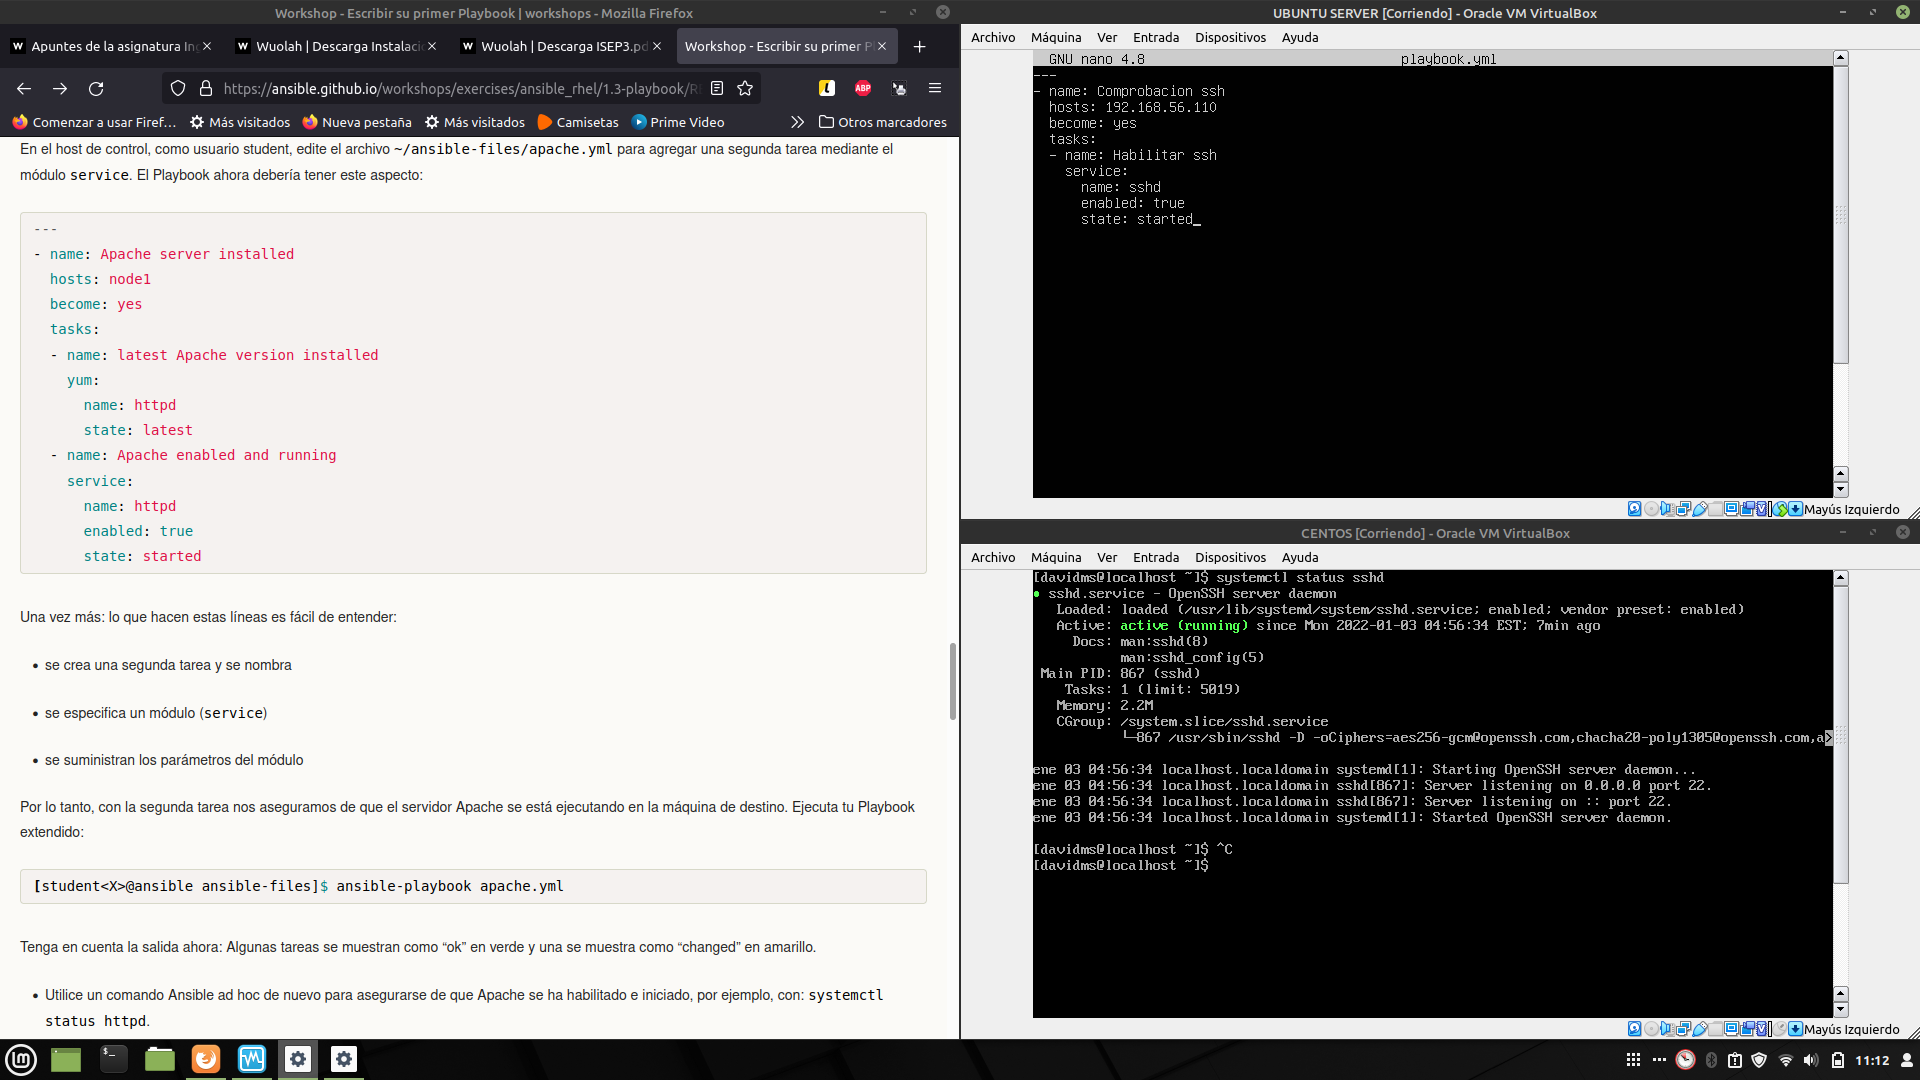 Workshop - Escribir su primer Playbook | workshops - Mozilla Firefox
Apuntes de la asignatura In
Wuolah | Descarga Instalaci
Wuolah | Descarga ISEP3.pd
Workshop - Escribir su primer P
https://ansible.github.io/workshops/exercises/ansible_rhel/1.3-playbook/R
ABP
Comenzar a usar Firef…
Más visitados
Nueva pestaña
Más visitados
Camisetas
Prime Video
Otros marcadores
En el host de control, como usuario student, edite el archivo ~/ansible-files/apache.yml para agregar una segunda tarea mediante el
módulo service. El Playbook ahora debería tener este aspecto:
---
- name: Apache server installed
hosts: node1
become: yes
tasks:
- name: latest Apache version installed
yum:
name: httpd
state: latest
- name: Apache enabled and running
service:
name: httpd
enabled: true
state: started
Una vez más: lo que hacen estas líneas es fácil de entender:
• se crea una segunda tarea y se nombra
• se especifica un módulo (service)
• se suministran los parámetros del módulo
Por lo tanto, con la segunda tarea nos aseguramos de que el servidor Apache se está ejecutando en la máquina de destino. Ejecuta tu Playbook
extendido:
[student<X>@ansible ansible-files]$ ansible-playbook apache.yml
Tenga en cuenta la salida ahora: Algunas tareas se muestran como “ok” en verde y una se muestra como “changed” en amarillo.
• Utilice un comando Ansible ad hoc de nuevo para asegurarse de que Apache se ha habilitado e iniciado, por ejemplo, con: systemctl
status httpd.
UBUNTU SERVER [Corriendo] - Oracle VM VirtualBox
Archivo Máquina Ver Entrada Dispositivos Ayuda
GNU nano 4.8 playbook.yml
---
- name: Comprobacion ssh
hosts: 192.168.56.110
become: yes
tasks:
- name: Habilitar ssh
service:
name: sshd
enabled: true
state: started_
Mayús Izquierdo
CENTOS [Corriendo] - Oracle VM VirtualBox
Archivo Máquina Ver Entrada Dispositivos Ayuda
[davidms@localhost ~]$ systemctl status sshd
● sshd.service - OpenSSH server daemon
Loaded: loaded (/usr/lib/systemd/system/sshd.service; enabled; vendor preset: enabled)
Active: active (running) since Mon 2022-01-03 04:56:34 EST; 7min ago
Docs: man:sshd(8)
man:sshd_config(5)
Main PID: 867 (sshd)
Tasks: 1 (limit: 5019)
Memory: 2.2M
CGroup: /system.slice/sshd.service
└─867 /usr/sbin/sshd -D -oCiphers=aes256-gcm@openssh.com,chacha20-poly1305@openssh.com,a>
ene 03 04:56:34 localhost.localdomain systemd[1]: Starting OpenSSH server daemon...
ene 03 04:56:34 localhost.localdomain sshd[867]: Server listening on 0.0.0.0 port 22.
ene 03 04:56:34 localhost.localdomain sshd[867]: Server listening on :: port 22.
ene 03 04:56:34 localhost.localdomain systemd[1]: Started OpenSSH server daemon.
[davidms@localhost ~]$ ^C
[davidms@localhost ~]$
Mayús Izquierdo
11:12